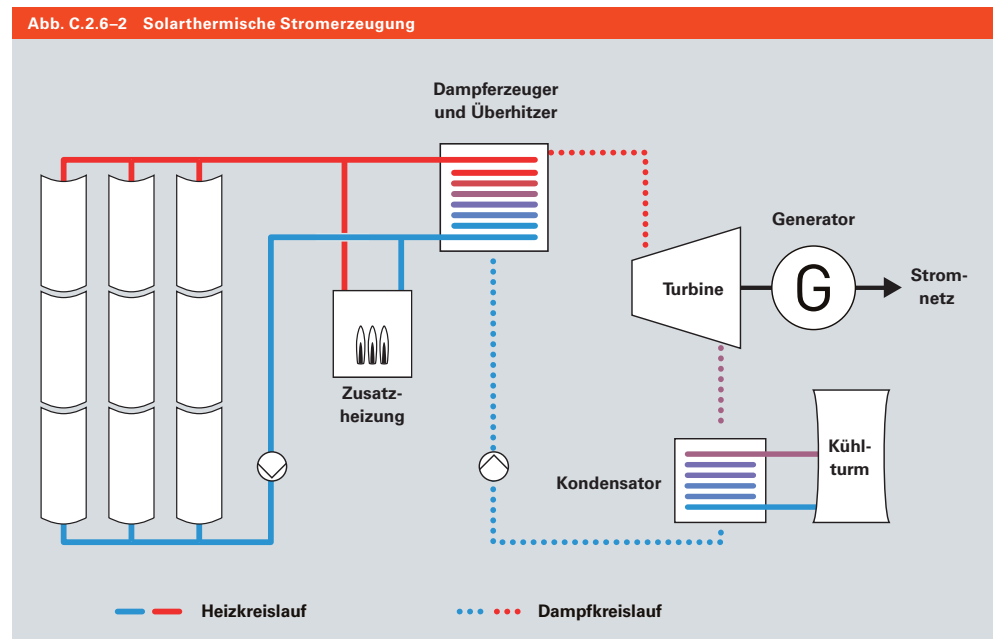 Abb. C.2.6–2 Solarthermische Stromerzeugung
Dampferzeuger
und Überhitzer
Generator
G
Strom-
netz
Turbine
Zusatz-
heizung
Kühl-
turm
Kondensator
Heizkreislauf
Dampfkreislauf